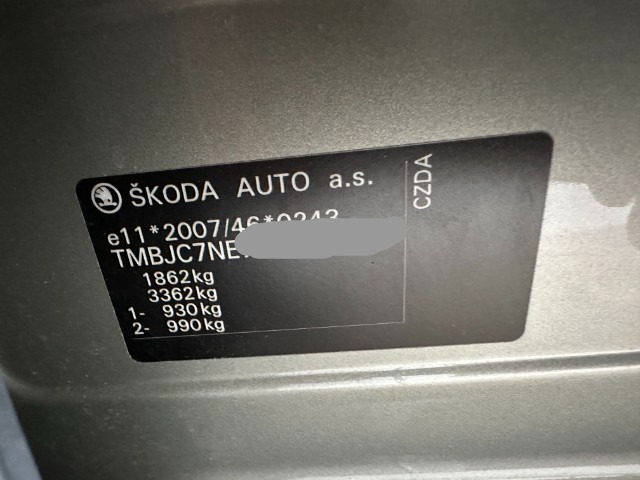 ŠKODA AUTO a.s.
e11*2007/46*0243
TMBJC7NE
1862kg
3362kg
1- 930kg
2- 990kg
CZDA